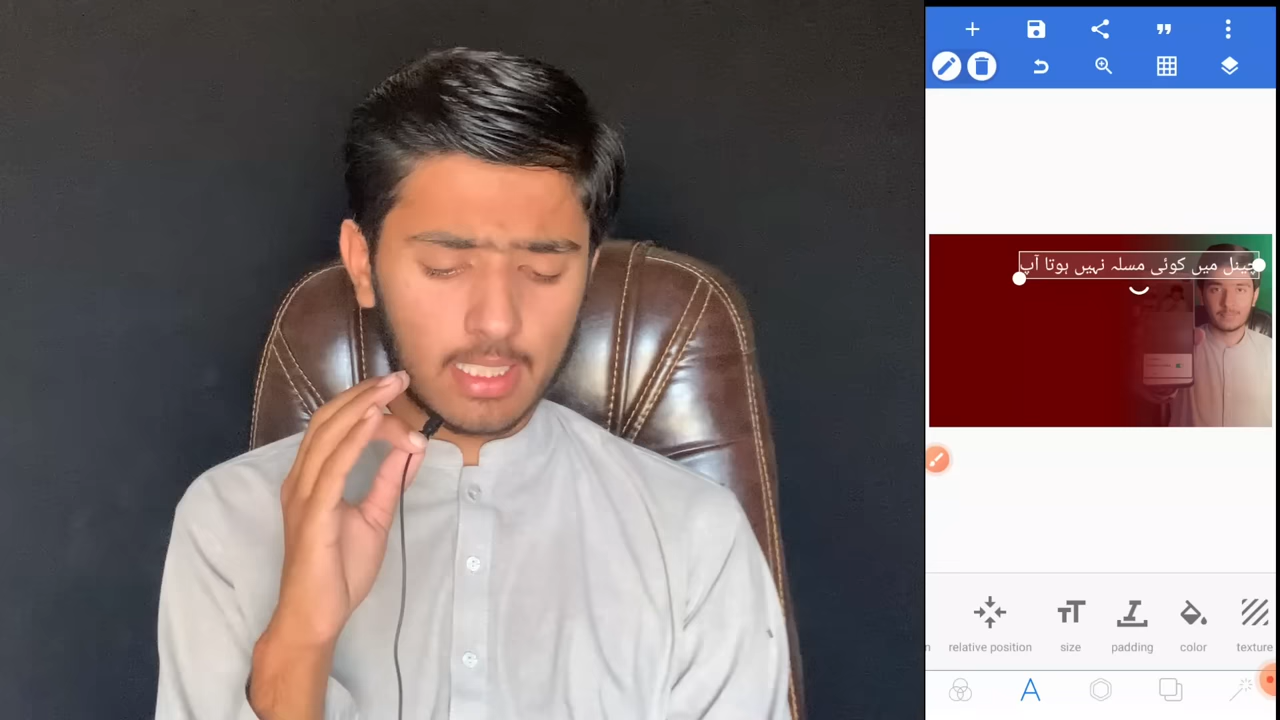 چینل میں کوئی مسلہ نہیں ہوتا آپ
relative position
size
padding
color
texture